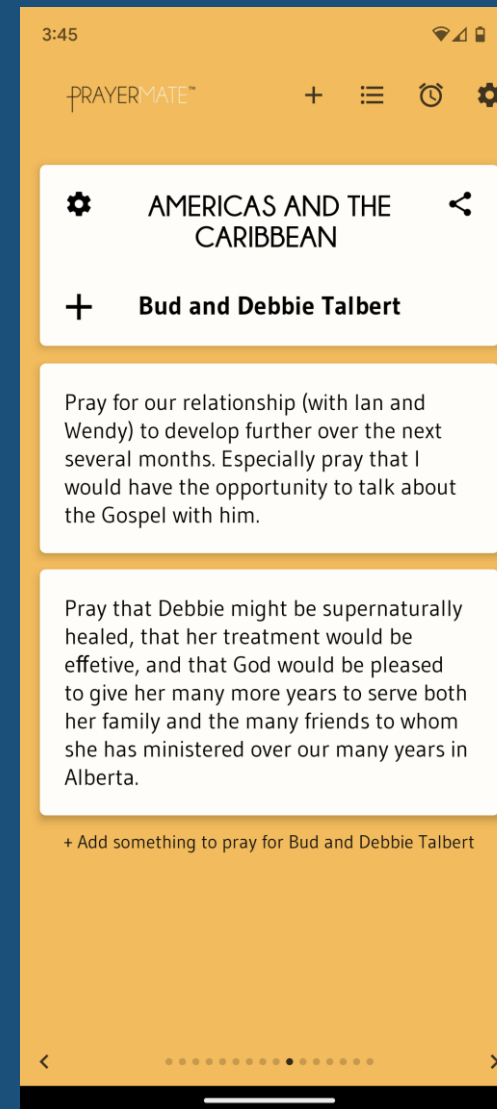 3:45
PRAYERMATE™
AMERICAS AND THE
CARIBBEAN
Bud and Debbie Talbert
Pray for our relationship (with Ian and
Wendy) to develop further over the next
several months. Especially pray that I
would have the opportunity to talk about
the Gospel with him.
Pray that Debbie might be supernaturally
healed, that her treatment would be
effetive, and that God would be pleased
to give her many more years to serve both
her family and the many friends to whom
she has ministered over our many years in
Alberta.
+ Add something to pray for Bud and Debbie Talbert